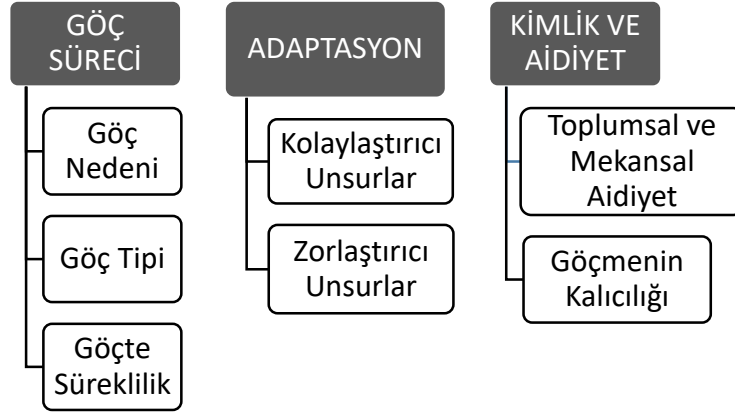 GÖÇ
SÜRECİ
Göç
Nedeni
Göç Tipi
Göçte
Süreklilik
ADAPTASYON
Kolaylaştırıcı
Unsurlar
Zorlaştırıcı
Unsurlar
KİMLİK VE
AİDİYET
Toplumsal ve
Mekansal
Aidiyet
Göçmenin
Kalıcılığı